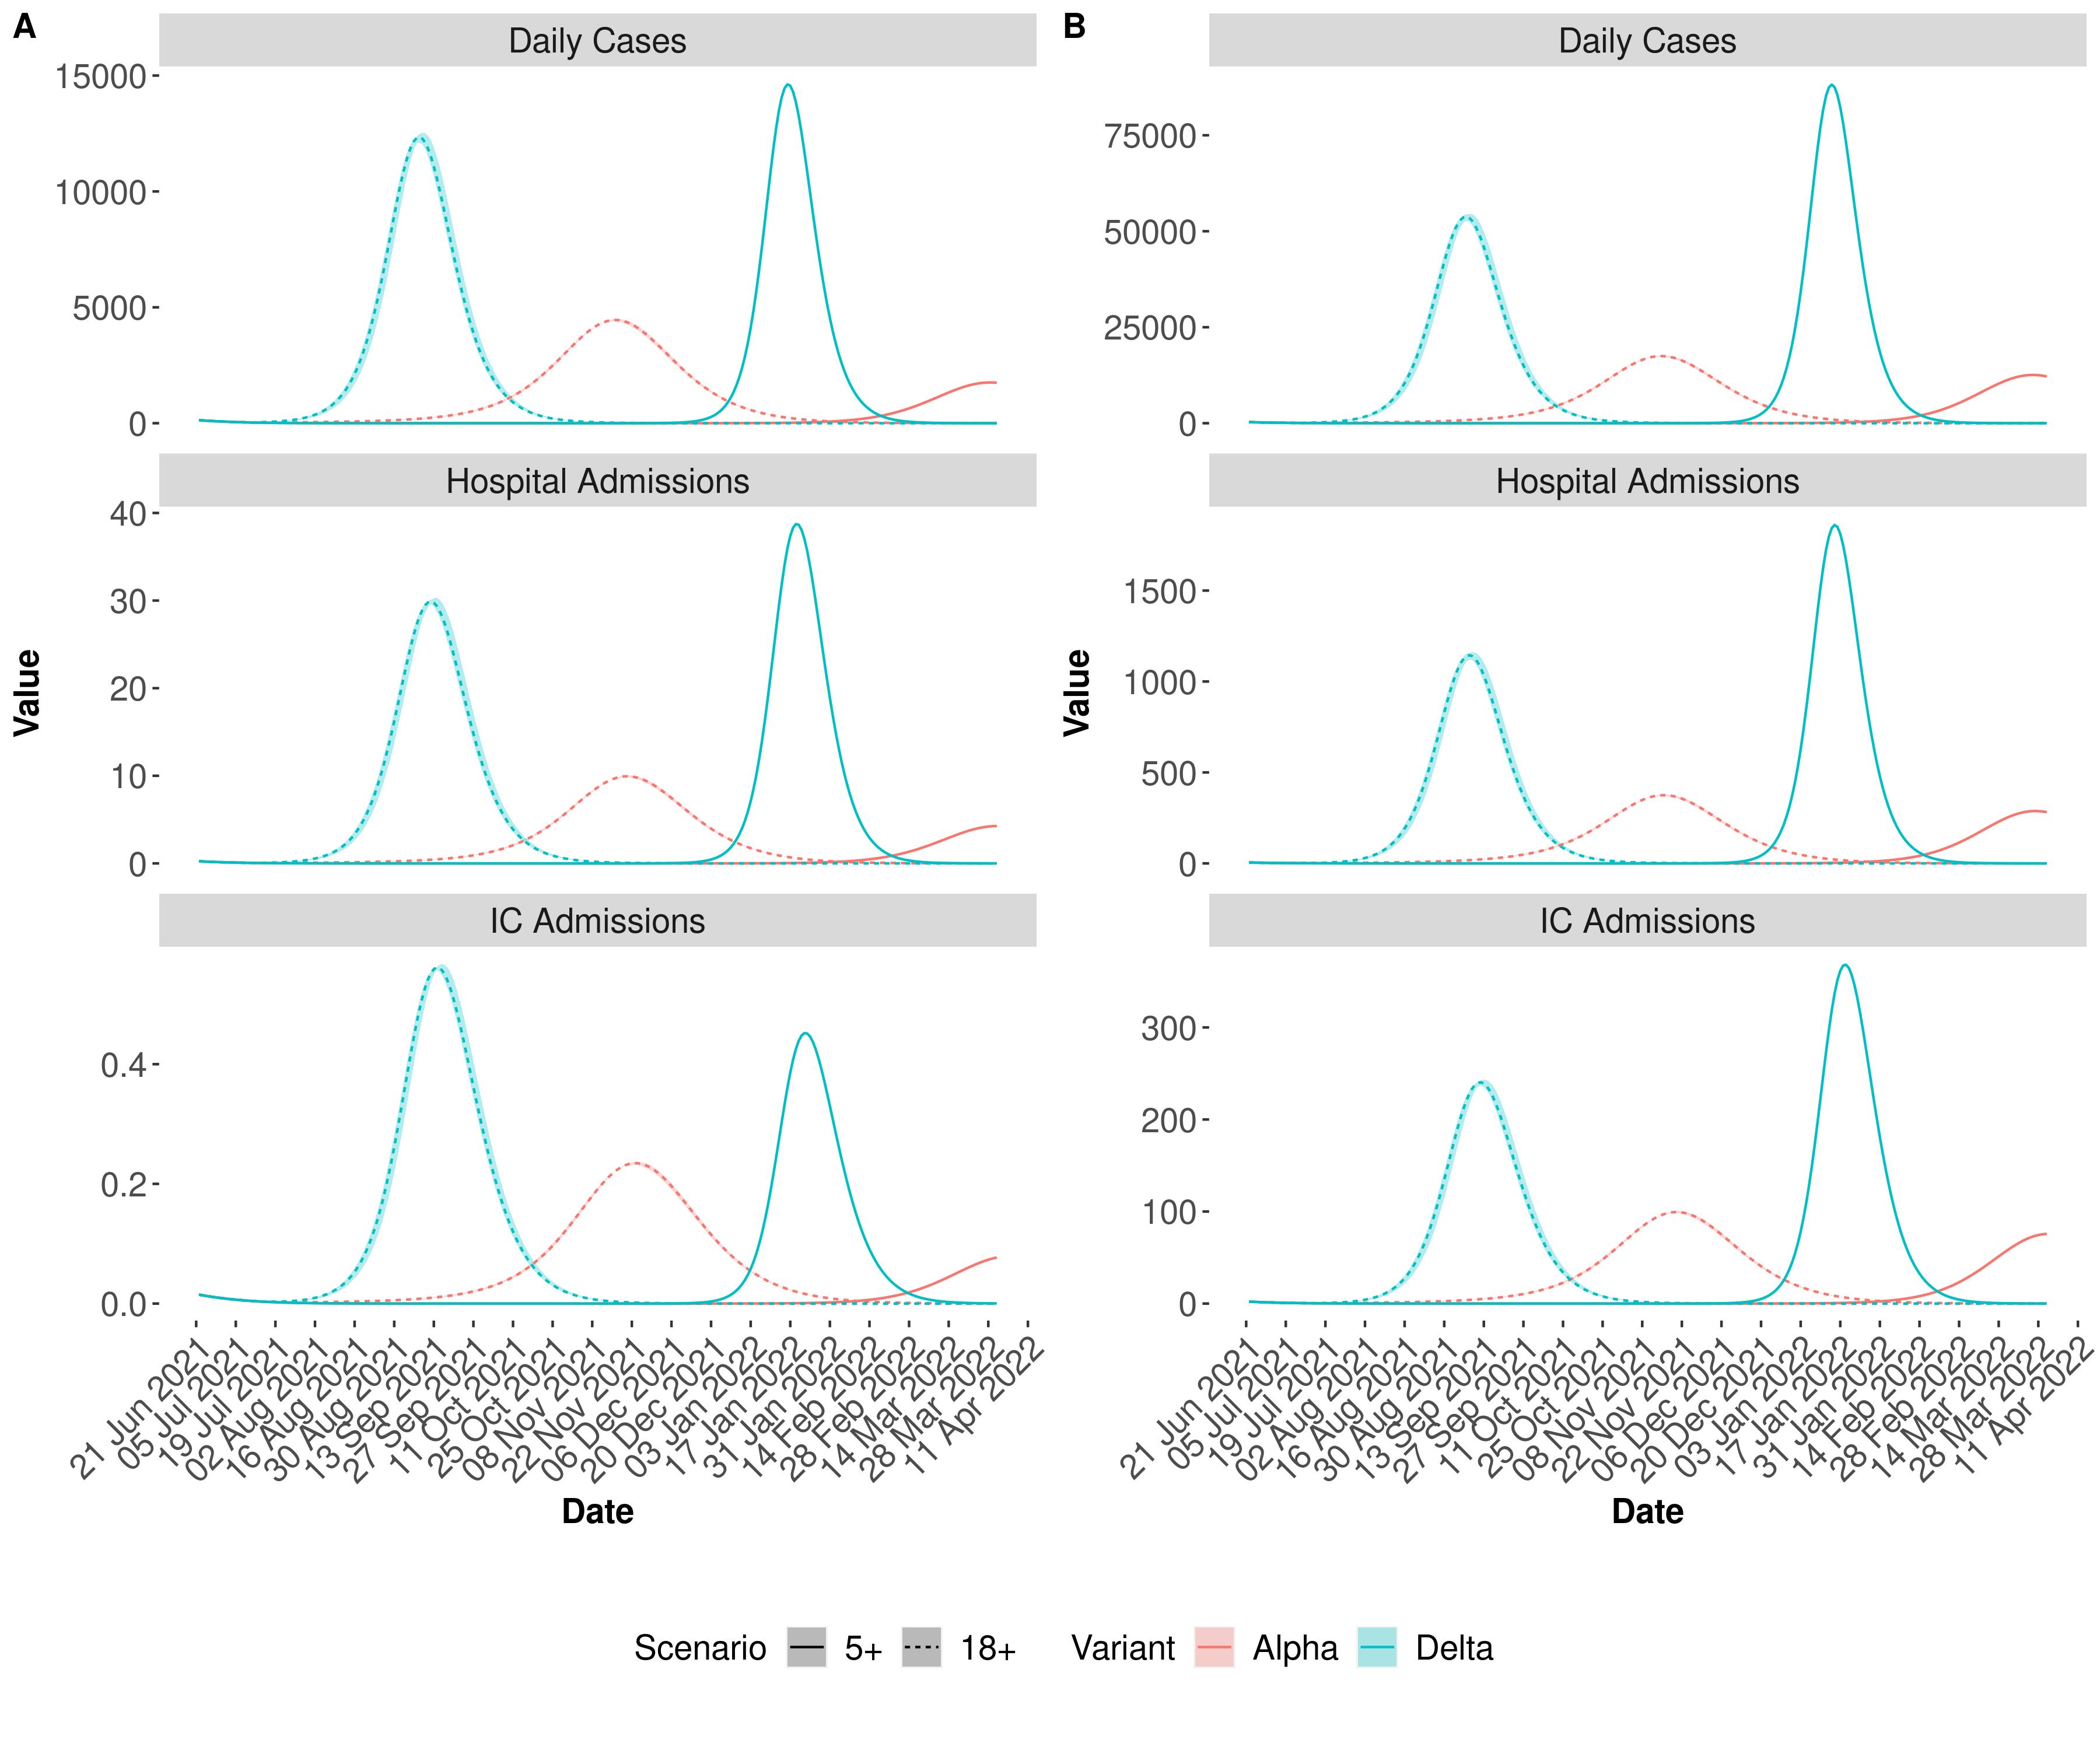 A
Daily Cases
15000
10000
5000
0
Hospital Admissions
40
30
20
10
0
IC Admissions
0.4
0.2
0.0
Value
21 Jun 2021
05 Jul 2021
19 Jul 2021
02 Aug 2021
16 Aug 2021
30 Aug 2021
13 Sep 2021
27 Sep 2021
11 Oct 2021
25 Oct 2021
08 Nov 2021
22 Nov 2021
06 Dec 2021
20 Dec 2021
03 Jan 2022
17 Jan 2022
31 Jan 2022
14 Feb 2022
28 Feb 2022
14 Mar 2022
28 Mar 2022
11 Apr 2022
Date
B
Daily Cases
75000
50000
25000
0
Hospital Admissions
1500
1000
500
0
IC Admissions
300
200
100
0
Value
21 Jun 2021
05 Jul 2021
19 Jul 2021
02 Aug 2021
16 Aug 2021
30 Aug 2021
13 Sep 2021
27 Sep 2021
11 Oct 2021
25 Oct 2021
08 Nov 2021
22 Nov 2021
06 Dec 2021
20 Dec 2021
03 Jan 2022
17 Jan 2022
31 Jan 2022
14 Feb 2022
28 Feb 2022
14 Mar 2022
28 Mar 2022
11 Apr 2022
Date
Scenario 5+ 18+ Variant Alpha Delta